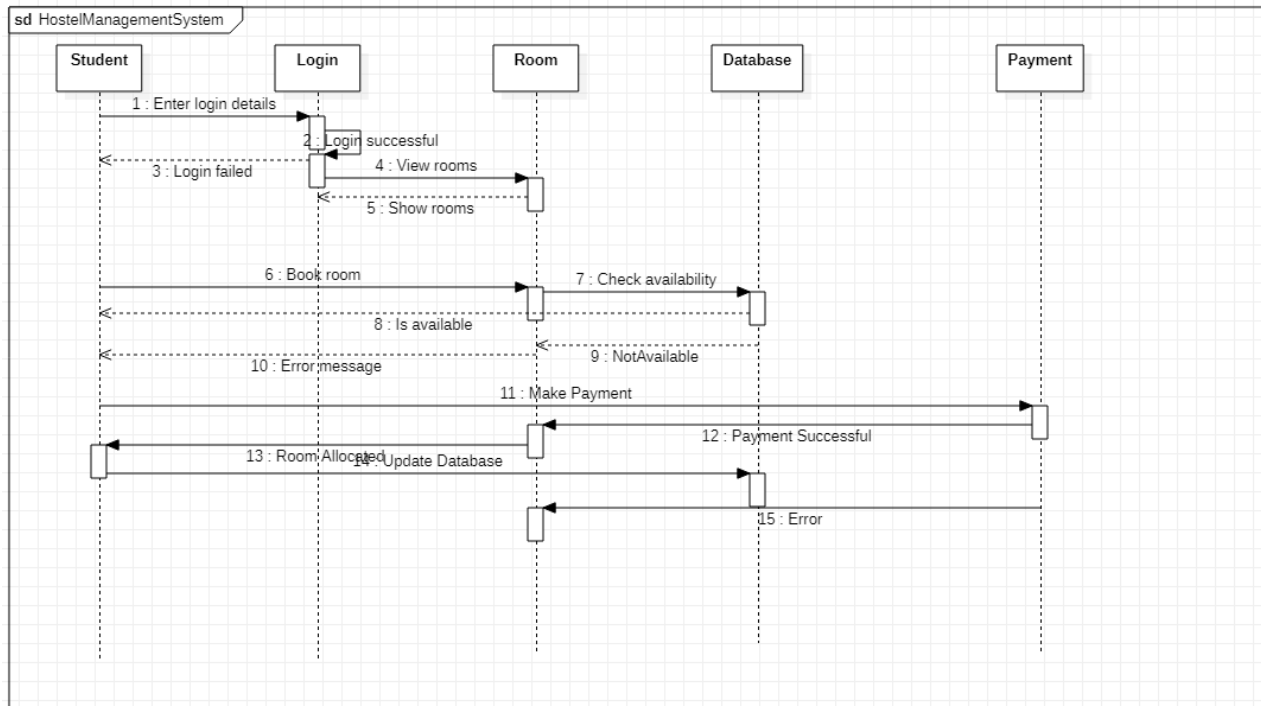 sd HostelManagementSystem
Student
Login
Room
Database
Payment
1 : Enter login details
2 : Login successful
3 : Login failed
4 : View rooms
5 : Show rooms
6 : Book room
7 : Check availability
8 : Is available
9 : NotAvailable
10 : Error message
11 : Make Payment
12 : Payment Successful
13 : Room Allocated
14 : Update Database
15 : Error